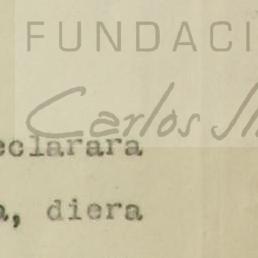 FUNDACI
Carlos
eclarara
a, diera